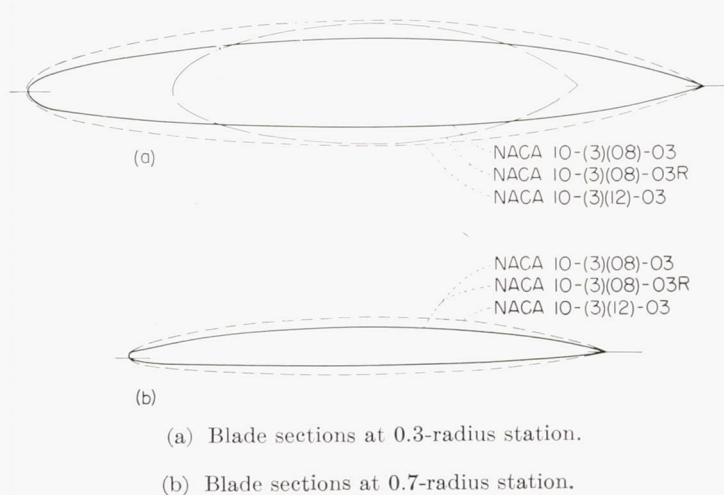 (a)
NACA 10-(3)(08)-03
NACA 10-(3)(08)-03R
NACA 10-(3)(12)-03
NACA 10-(3)(08)-03
NACA 10-(3)(08)-03R
NACA 10-(3)(12)-03
(b)
(a) Blade sections at 0.3-radius station.
(b) Blade sections at 0.7-radius station.